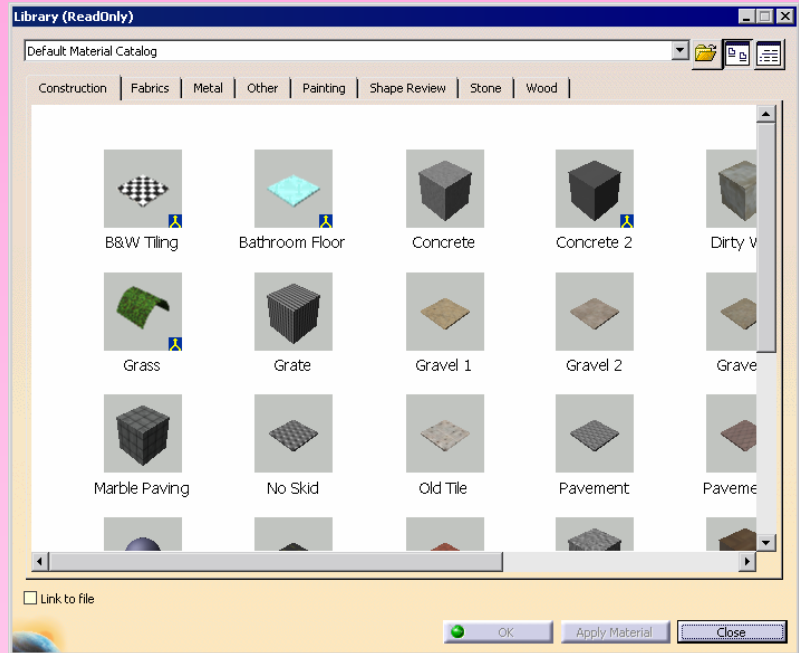 Library (ReadOnly)
Default Material Catalog
Construction Fabrics Metal Other Painting Shape Review Stone Wood
B&W Tiling Bathroom Floor Concrete Concrete 2 Dirty
Grass Grate Gravel 1 Gravel 2 Grave
Marble Paving No Skid Old Tile Pavement Paveme
Link to file
OK Apply Material Close